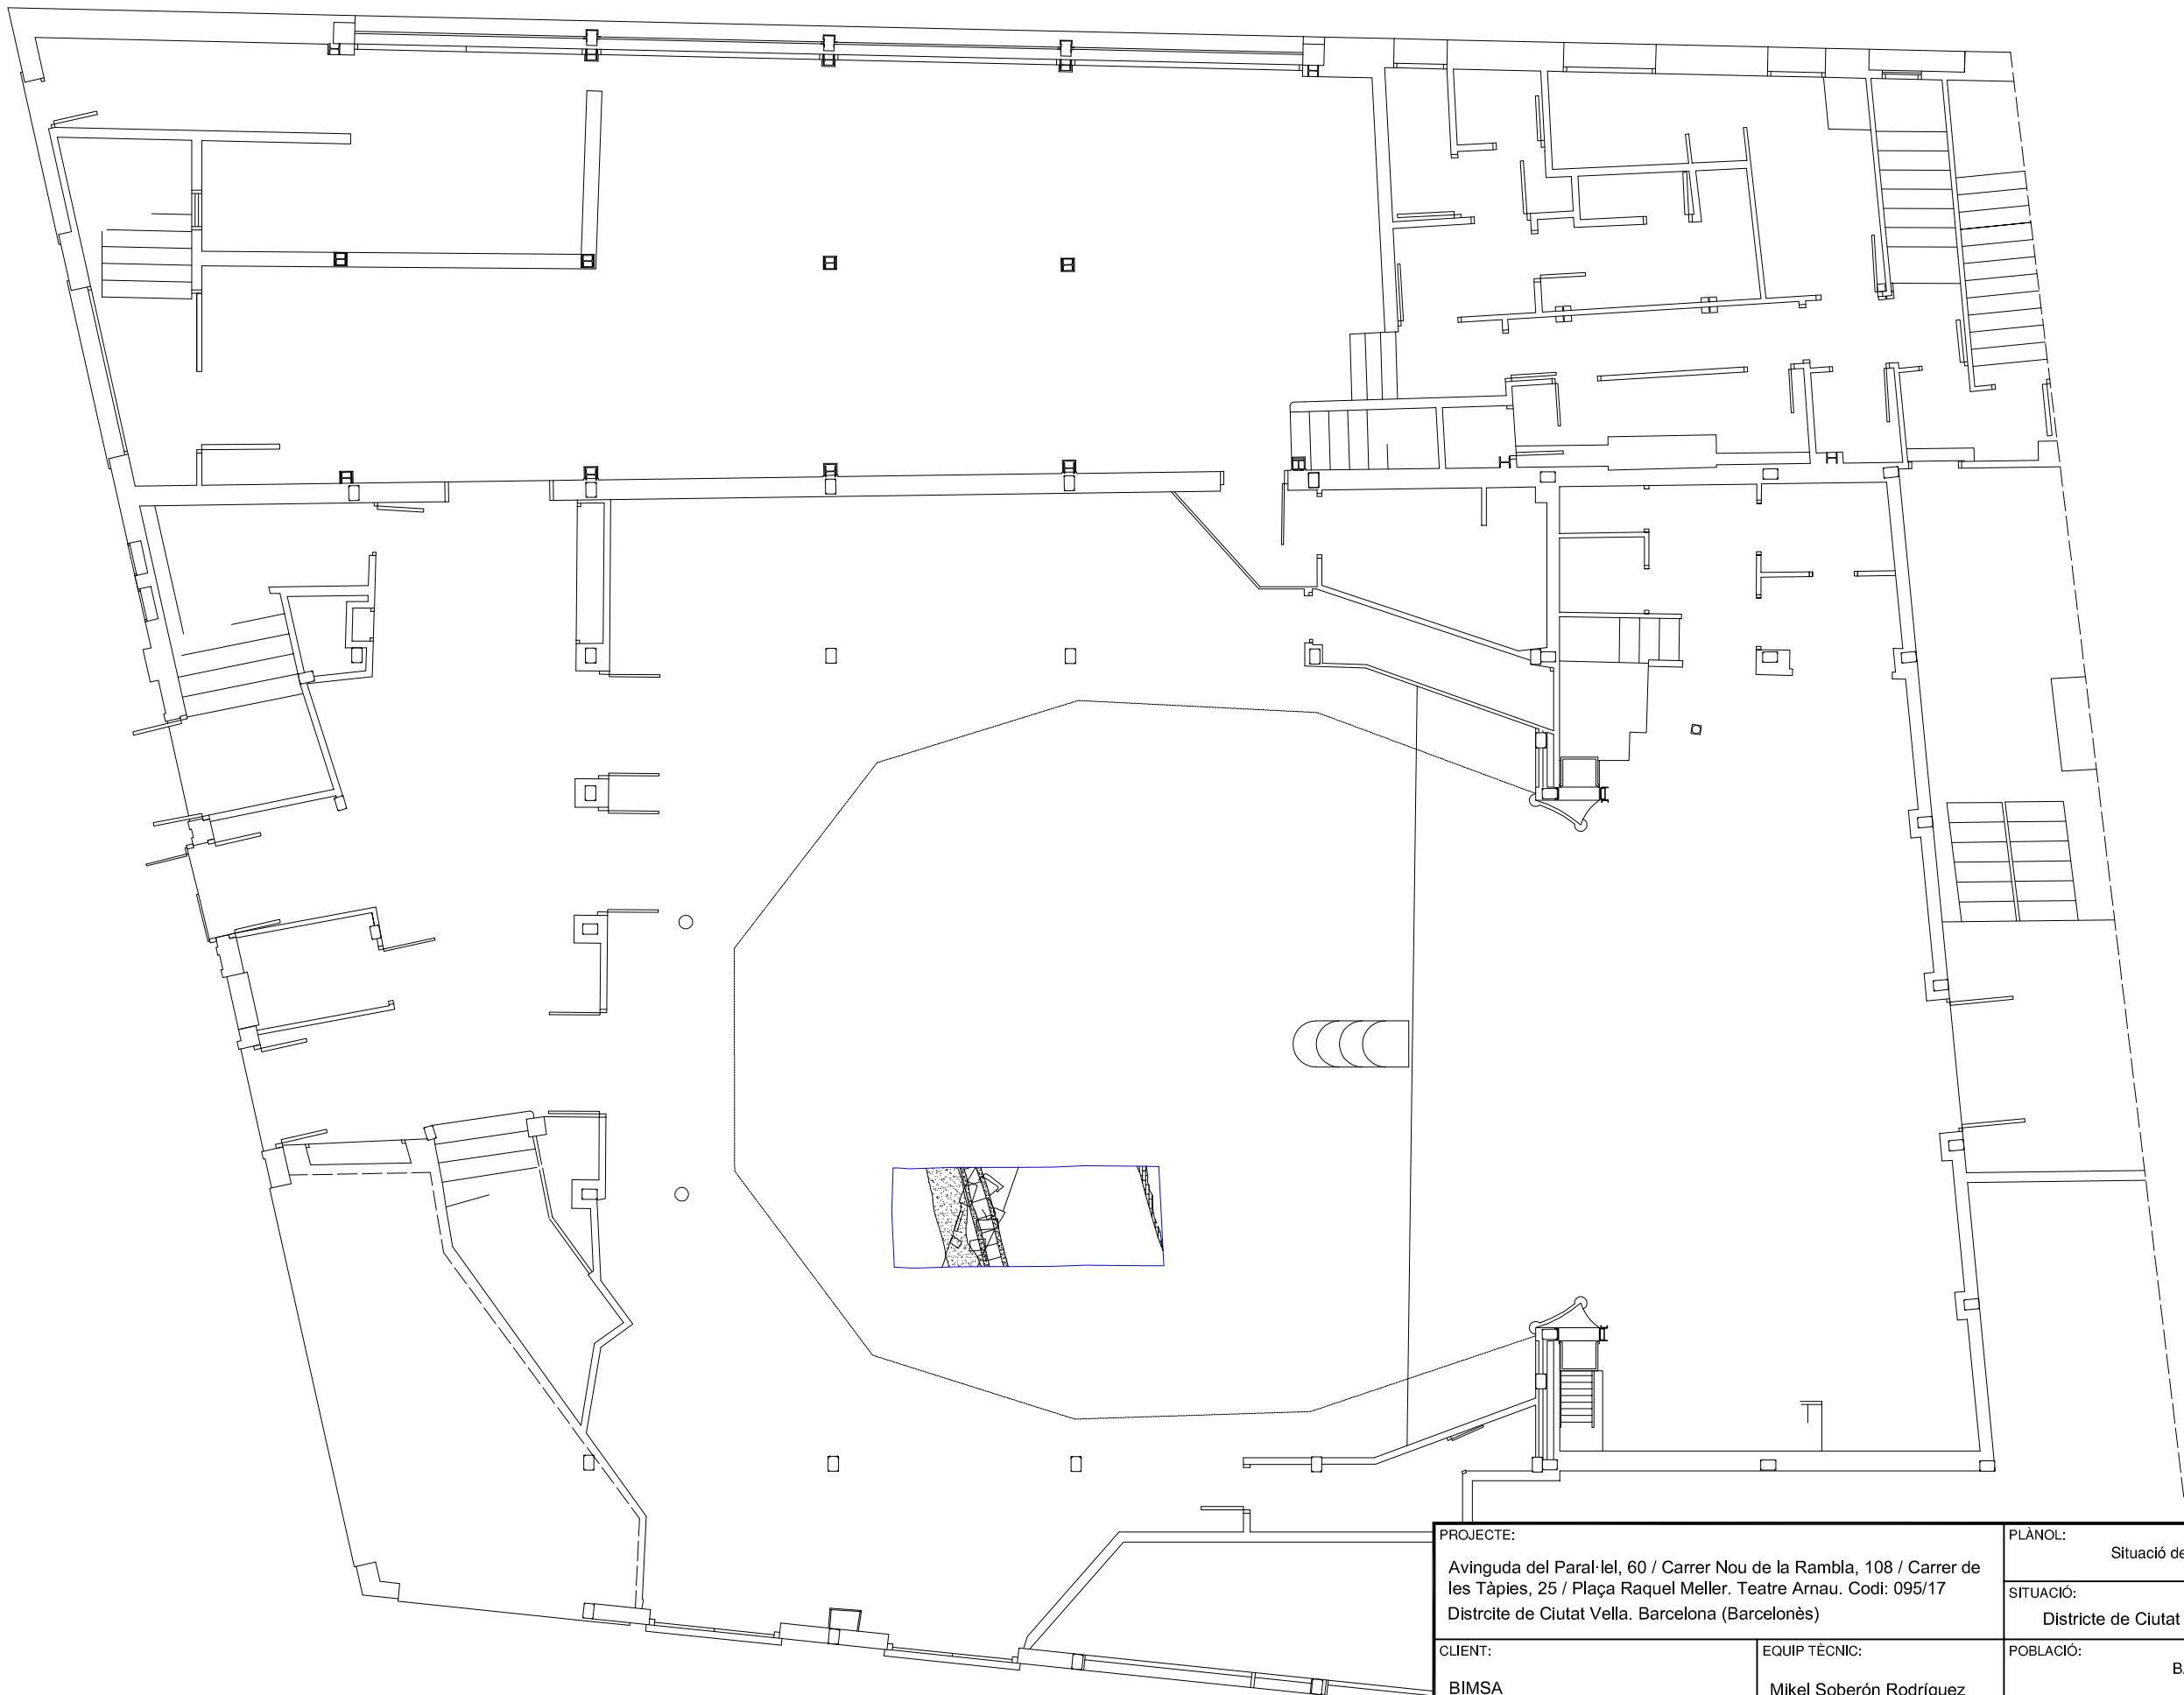 PROJECTE:
Avinguda del Paral·lel, 60 / Carrer Nou de la Rambla, 108 / Carrer de
les Tàpies, 25 / Plaça Raquel Meller. Teatre Arnau. Codi: 095/17
Distrcite de Ciutat Vella. Barcelona (Barcelonès)
PLÀNOL:
Situació de
SITUACIÓ:
Districte de Ciutat
CLIENT:
BIMSA
EQUIP TÈCNIC:
Mikel Soberón Rodríguez
POBLACIÓ: